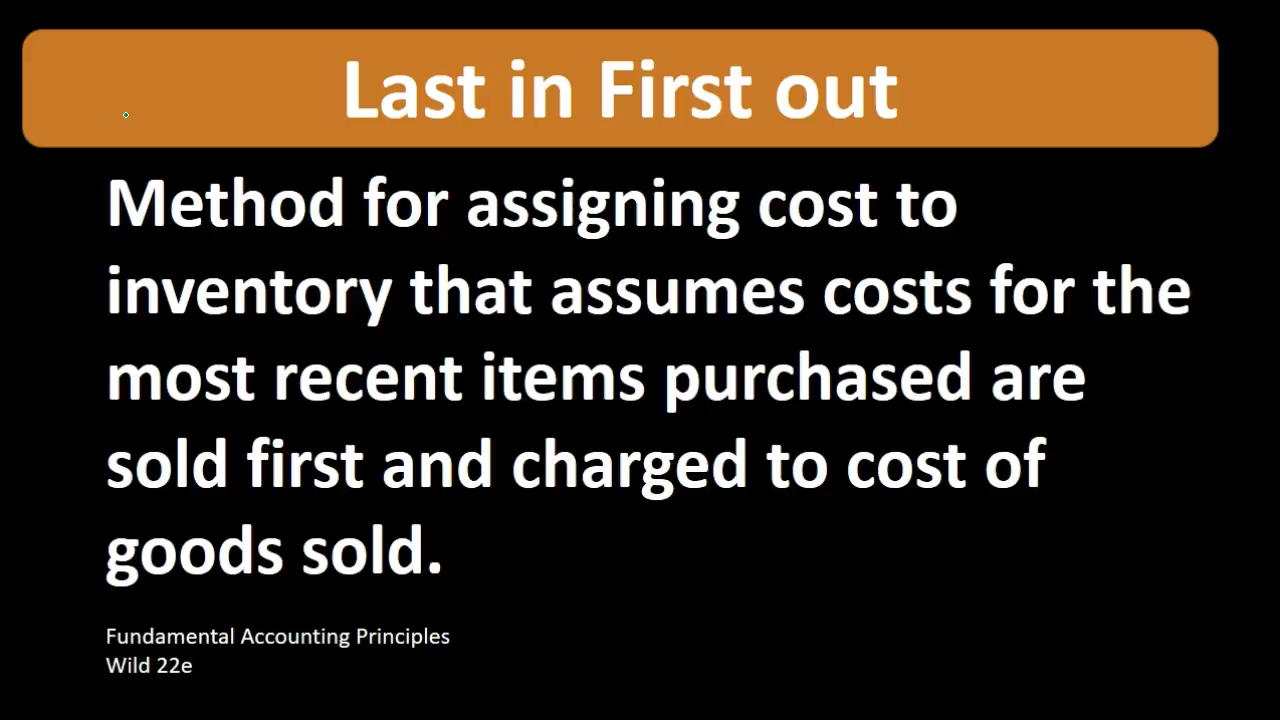 Last in First out
Method for assigning cost to
inventory that assumes costs for the
most recent items purchased are
sold first and charged to cost of
goods sold.
Fundamental Accounting Principles
Wild 22e